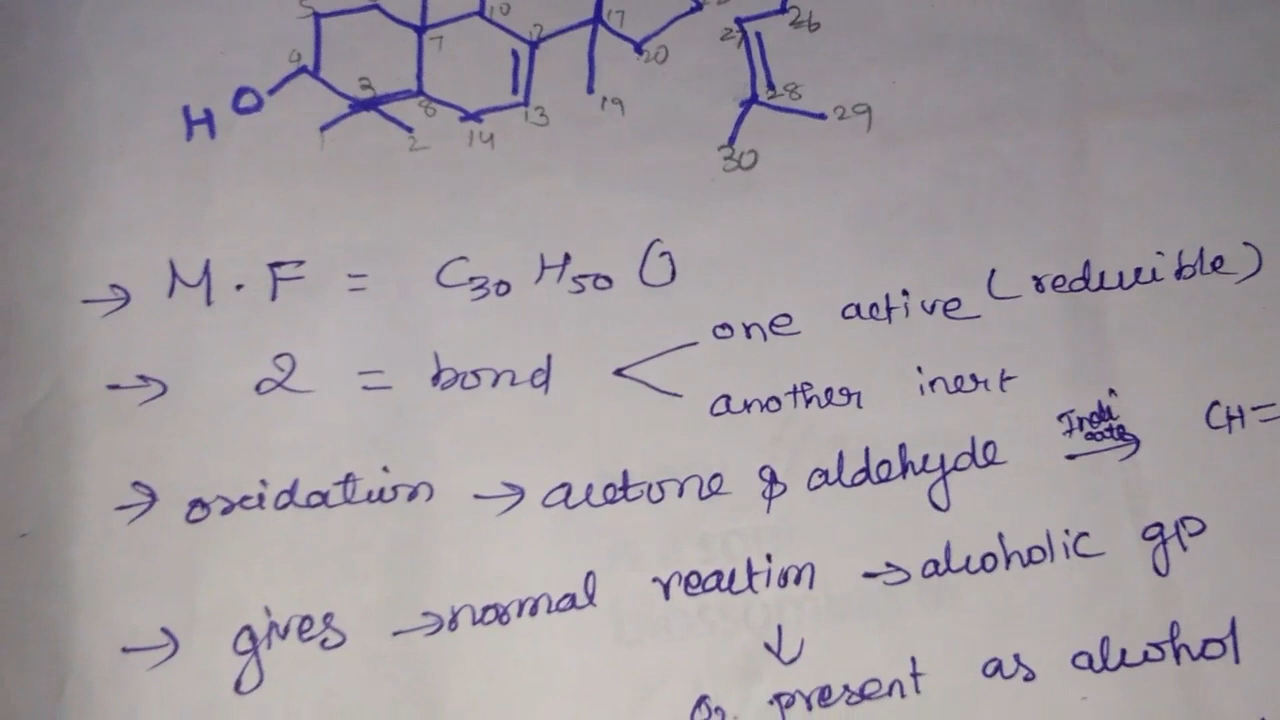 10 17 26
7 12 20 27
4 3 8 28
H O 19 29
1 2 14 13 30
→ M.F = C30 H50 O
→ 2 = bond < one active (reducible)
another inert
→ oxidation → acetone & aldehyde Indicates → CH=
→ gives → normal reaction → alcoholic gp
↓
O2 present as alcohol